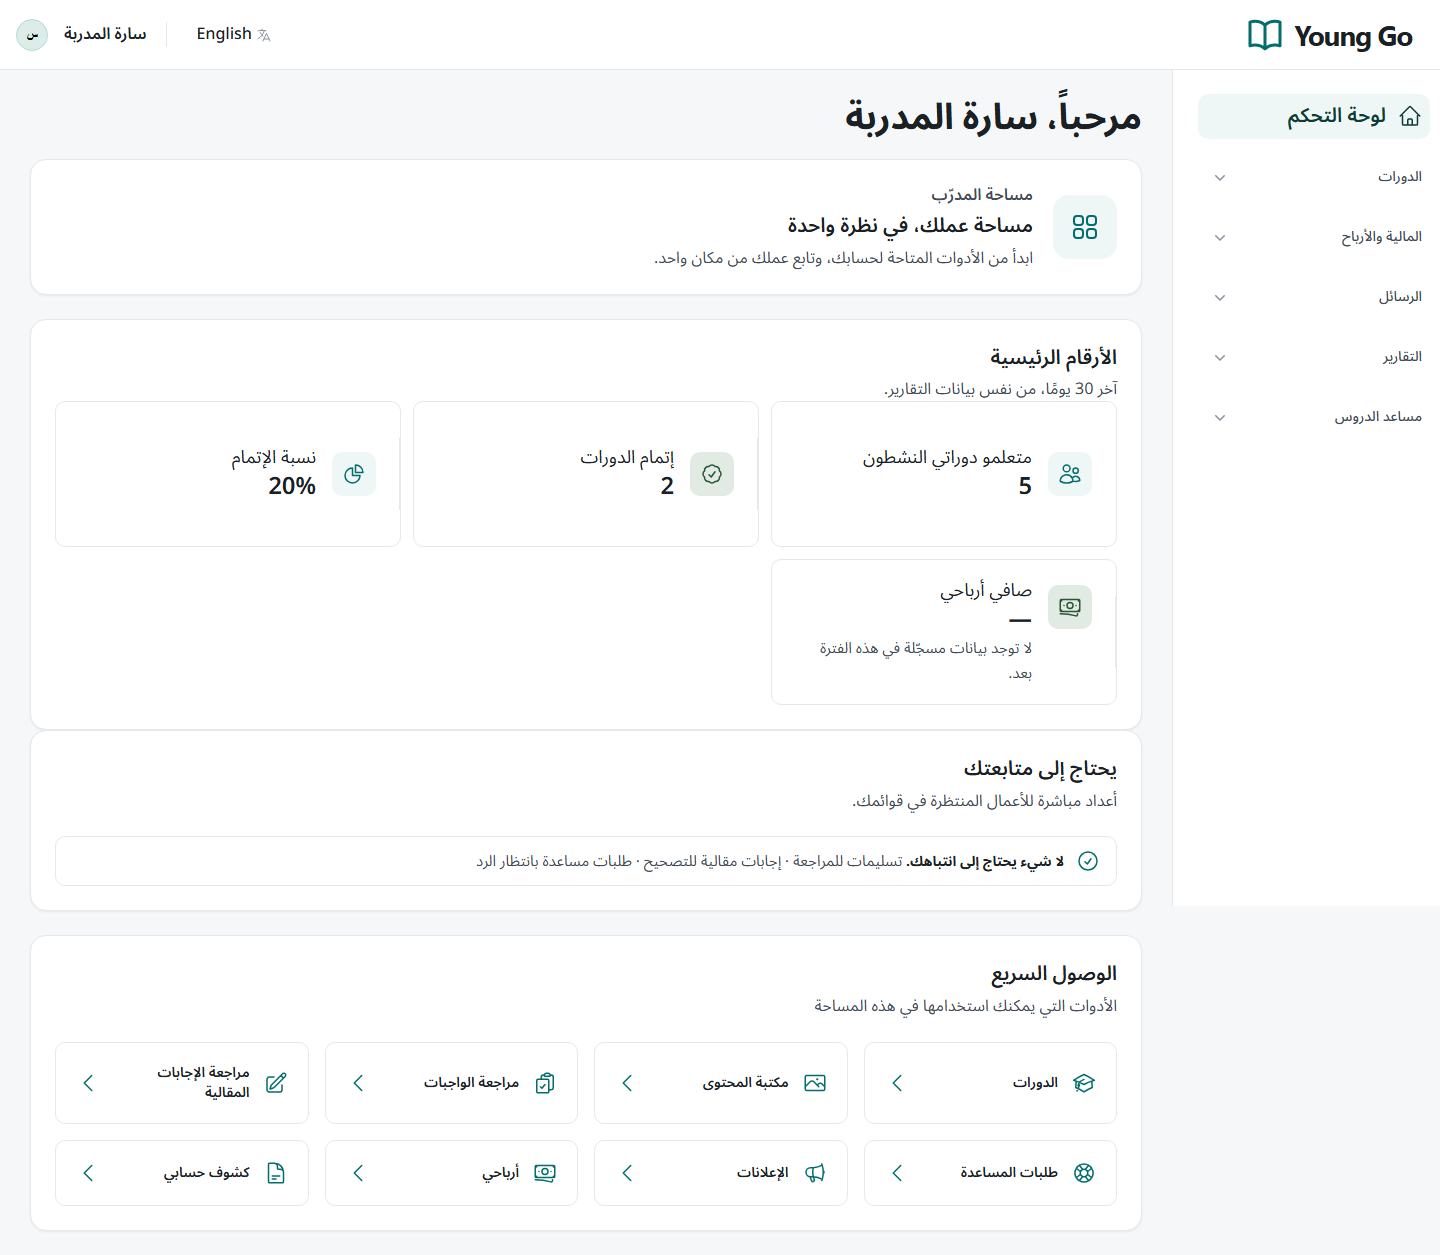 Young Go
English
سارة المدربة
س
لوحة التحكم
الدورات
المالية والأرباح
الرسائل
التقارير
مساعد الدروس
مرحباً، سارة المدربة
مساحة المدرّب
مساحة عملك، في نظرة واحدة
ابدأ من الأدوات المتاحة لحسابك، وتابع عملك من مكان واحد.
الأرقام الرئيسية
آخر 30 يومًا، من نفس بيانات التقارير.
متعلمو دوراتي النشطون
5
إتمام الدورات
2
نسبة الإتمام
20%
صافي أرباحي
—
لا توجد بيانات مسجّلة في هذه الفترة
بعد.
يحتاج إلى متابعتك
أعداد مباشرة للأعمال المنتظرة في قوائمك.
لا شيء يحتاج إلى انتباهك. تسليمات للمراجعة · إجابات مقالية للتصحيح · طلبات مساعدة بانتظار الرد
الوصول السريع
الأدوات التي يمكنك استخدامها في هذه المساحة
الدورات
مكتبة المحتوى
مراجعة الواجبات
مراجعة الإجابات
المقالية
طلبات المساعدة
الإعلانات
أرباحي
كشوف حسابي